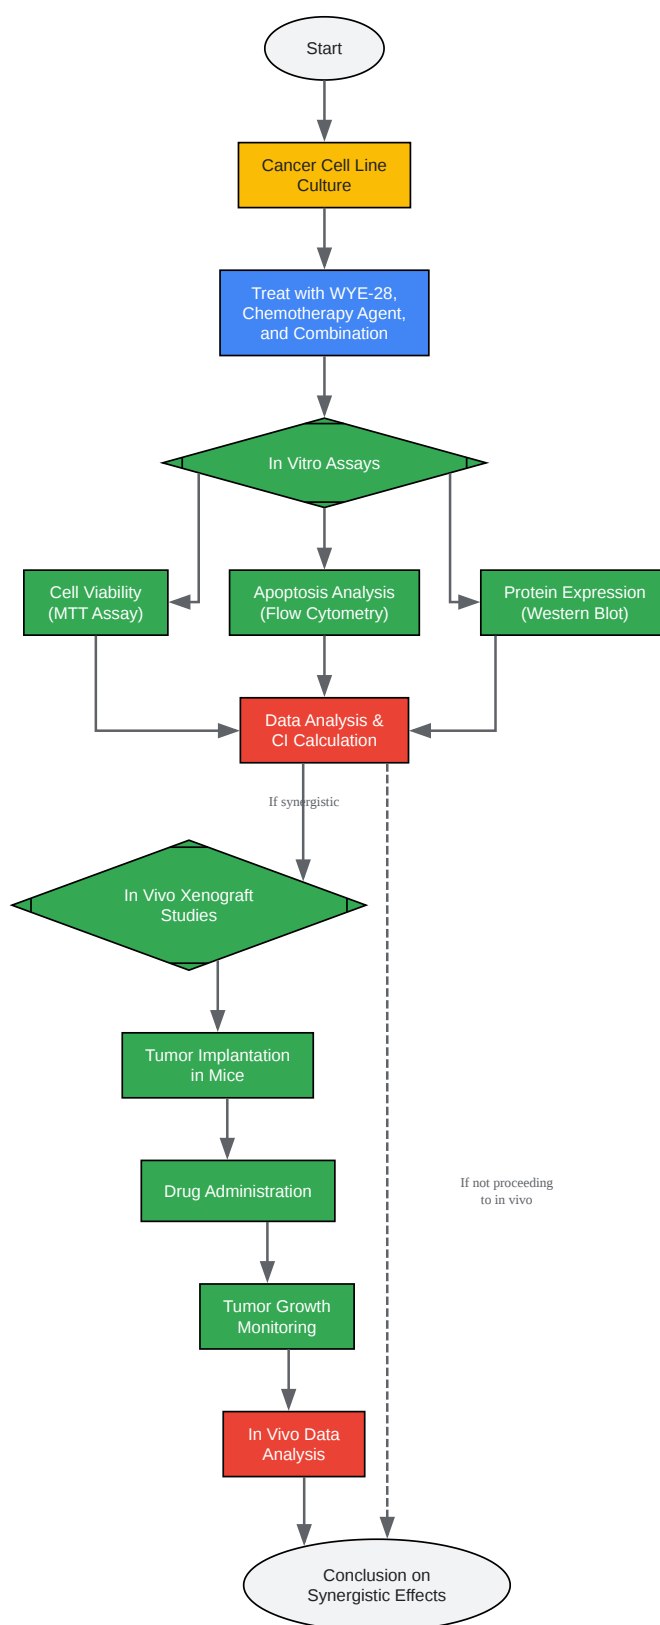 Start
Cancer Cell Line
Culture
Treat with WYE-28,
Chemotherapy Agent,
and Combination
In Vitro Assays
Cell Viability
(MTT Assay)
Apoptosis Analysis
(Flow Cytometry)
Protein Expression
(Western Blot)
Data Analysis &
CI Calculation
If synergistic
In Vivo Xenograft
Studies
Tumor Implantation
in Mice
Drug Administration
If not proceeding
to in vivo
Tumor Growth
Monitoring
In Vivo Data
Analysis
Conclusion on
Synergistic Effects